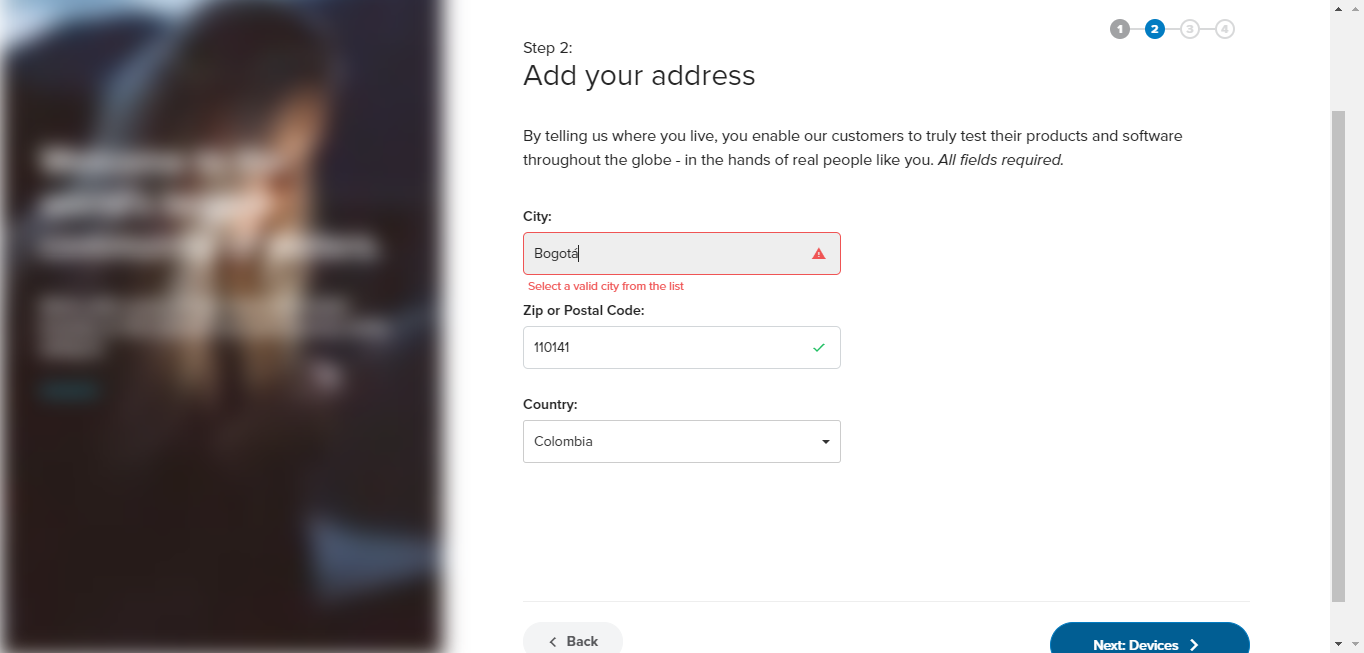 1 2 3 4
Step 2:
Add your address
By telling us where you live, you enable our customers to truly test their products and software
throughout the globe - in the hands of real people like you. All fields required.
City:
Bogotá
Select a valid city from the list
Zip or Postal Code:
110141
Country:
Colombia
Back
Next: Devices